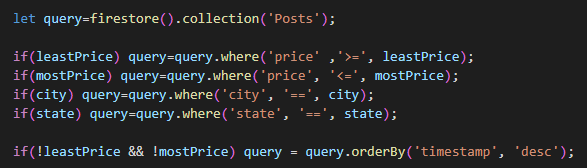 let query=firestore().collection('Posts');
if(leastPrice) query=query.where('price' ,'>=', leastPrice);
if(mostPrice) query=query.where('price', '<=', mostPrice);
if(city) query=query.where('city', '==', city);
if(state) query=query.where('state', '==', state);
if(!leastPrice && !mostPrice) query = query.orderBy('timestamp', 'desc');